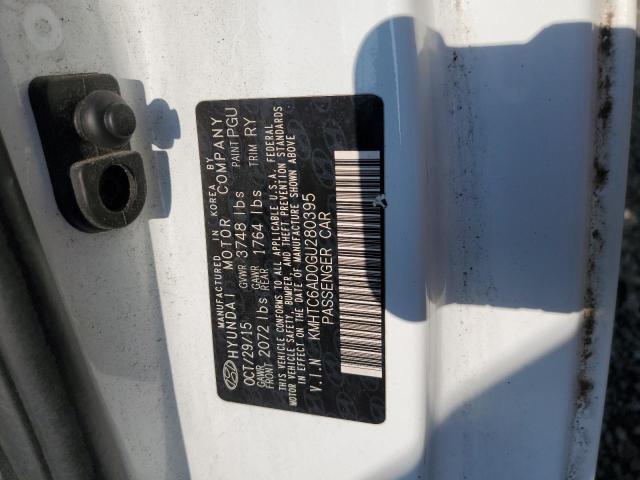 MANUFACTURED IN KOREA BY
HYUNDAI MOTOR COMPANY
OCT/29/15 GVWR 3748 lbs PAINT PGU
GAWR FRONT 2072 lbs GAWR REAR 1764 lbs TRIM RY
THIS VEHICLE CONFORMS TO ALL APPLICABLE U.S.A. FEDERAL
MOTOR VEHICLE SAFETY, BUMPER, AND THEFT PREVENTION STANDARDS
IN EFFECT ON THE DATE OF MANUFACTURE SHOWN ABOVE
V.I.N KMHTC6AD0GU280395
PASSENGER CAR